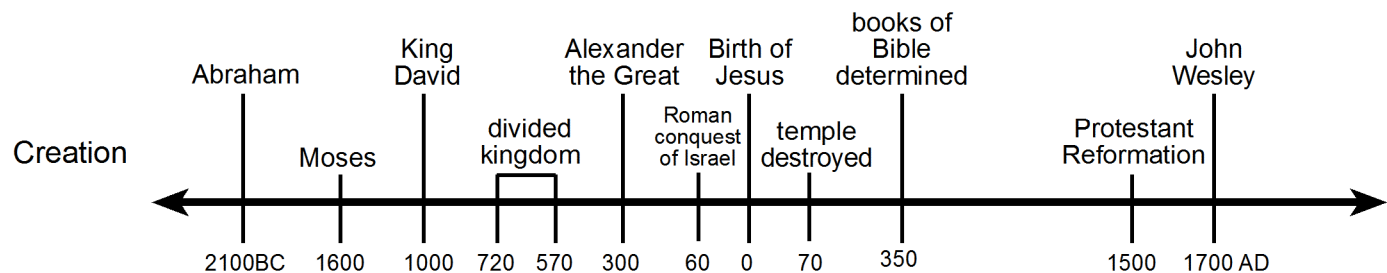 Creation
Abraham
Moses
King
David
divided
kingdom
Alexander
the Great
Roman
conquest
of Israel
Birth of
Jesus
temple
destroyed
books of
Bible
determined
Protestant
Reformation
John
Wesley
2100BC 1600 1000 720 570 300 60 0 70 350 1500 1700 AD